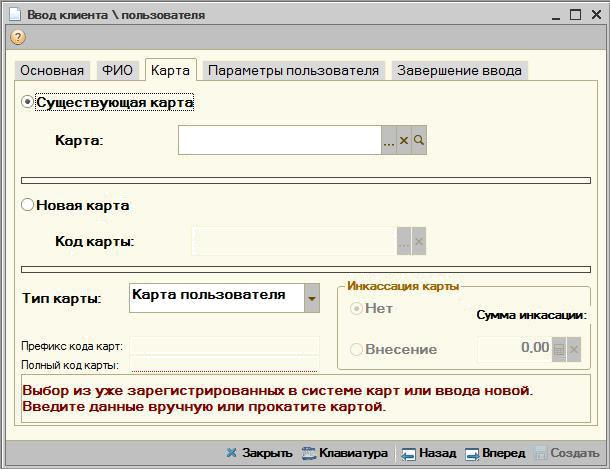 Ввод клиента \ пользователя
?
Основная ФИО Карта Параметры пользователя Завершение ввода
Существующая карта
Карта: ...
Новая карта
Код карты: ...
Тип карты: Карта пользователя
Инкассация карты
Нет
Сумма инкасации:
Внесение 0,00
Префикс кода карт:
Полный код карты:
Выбор из уже зарегистрированных в системе карт или ввода новой.
Введите данные вручную или прокатите картой.
Закрыть Клавиатура Назад Вперед Создать